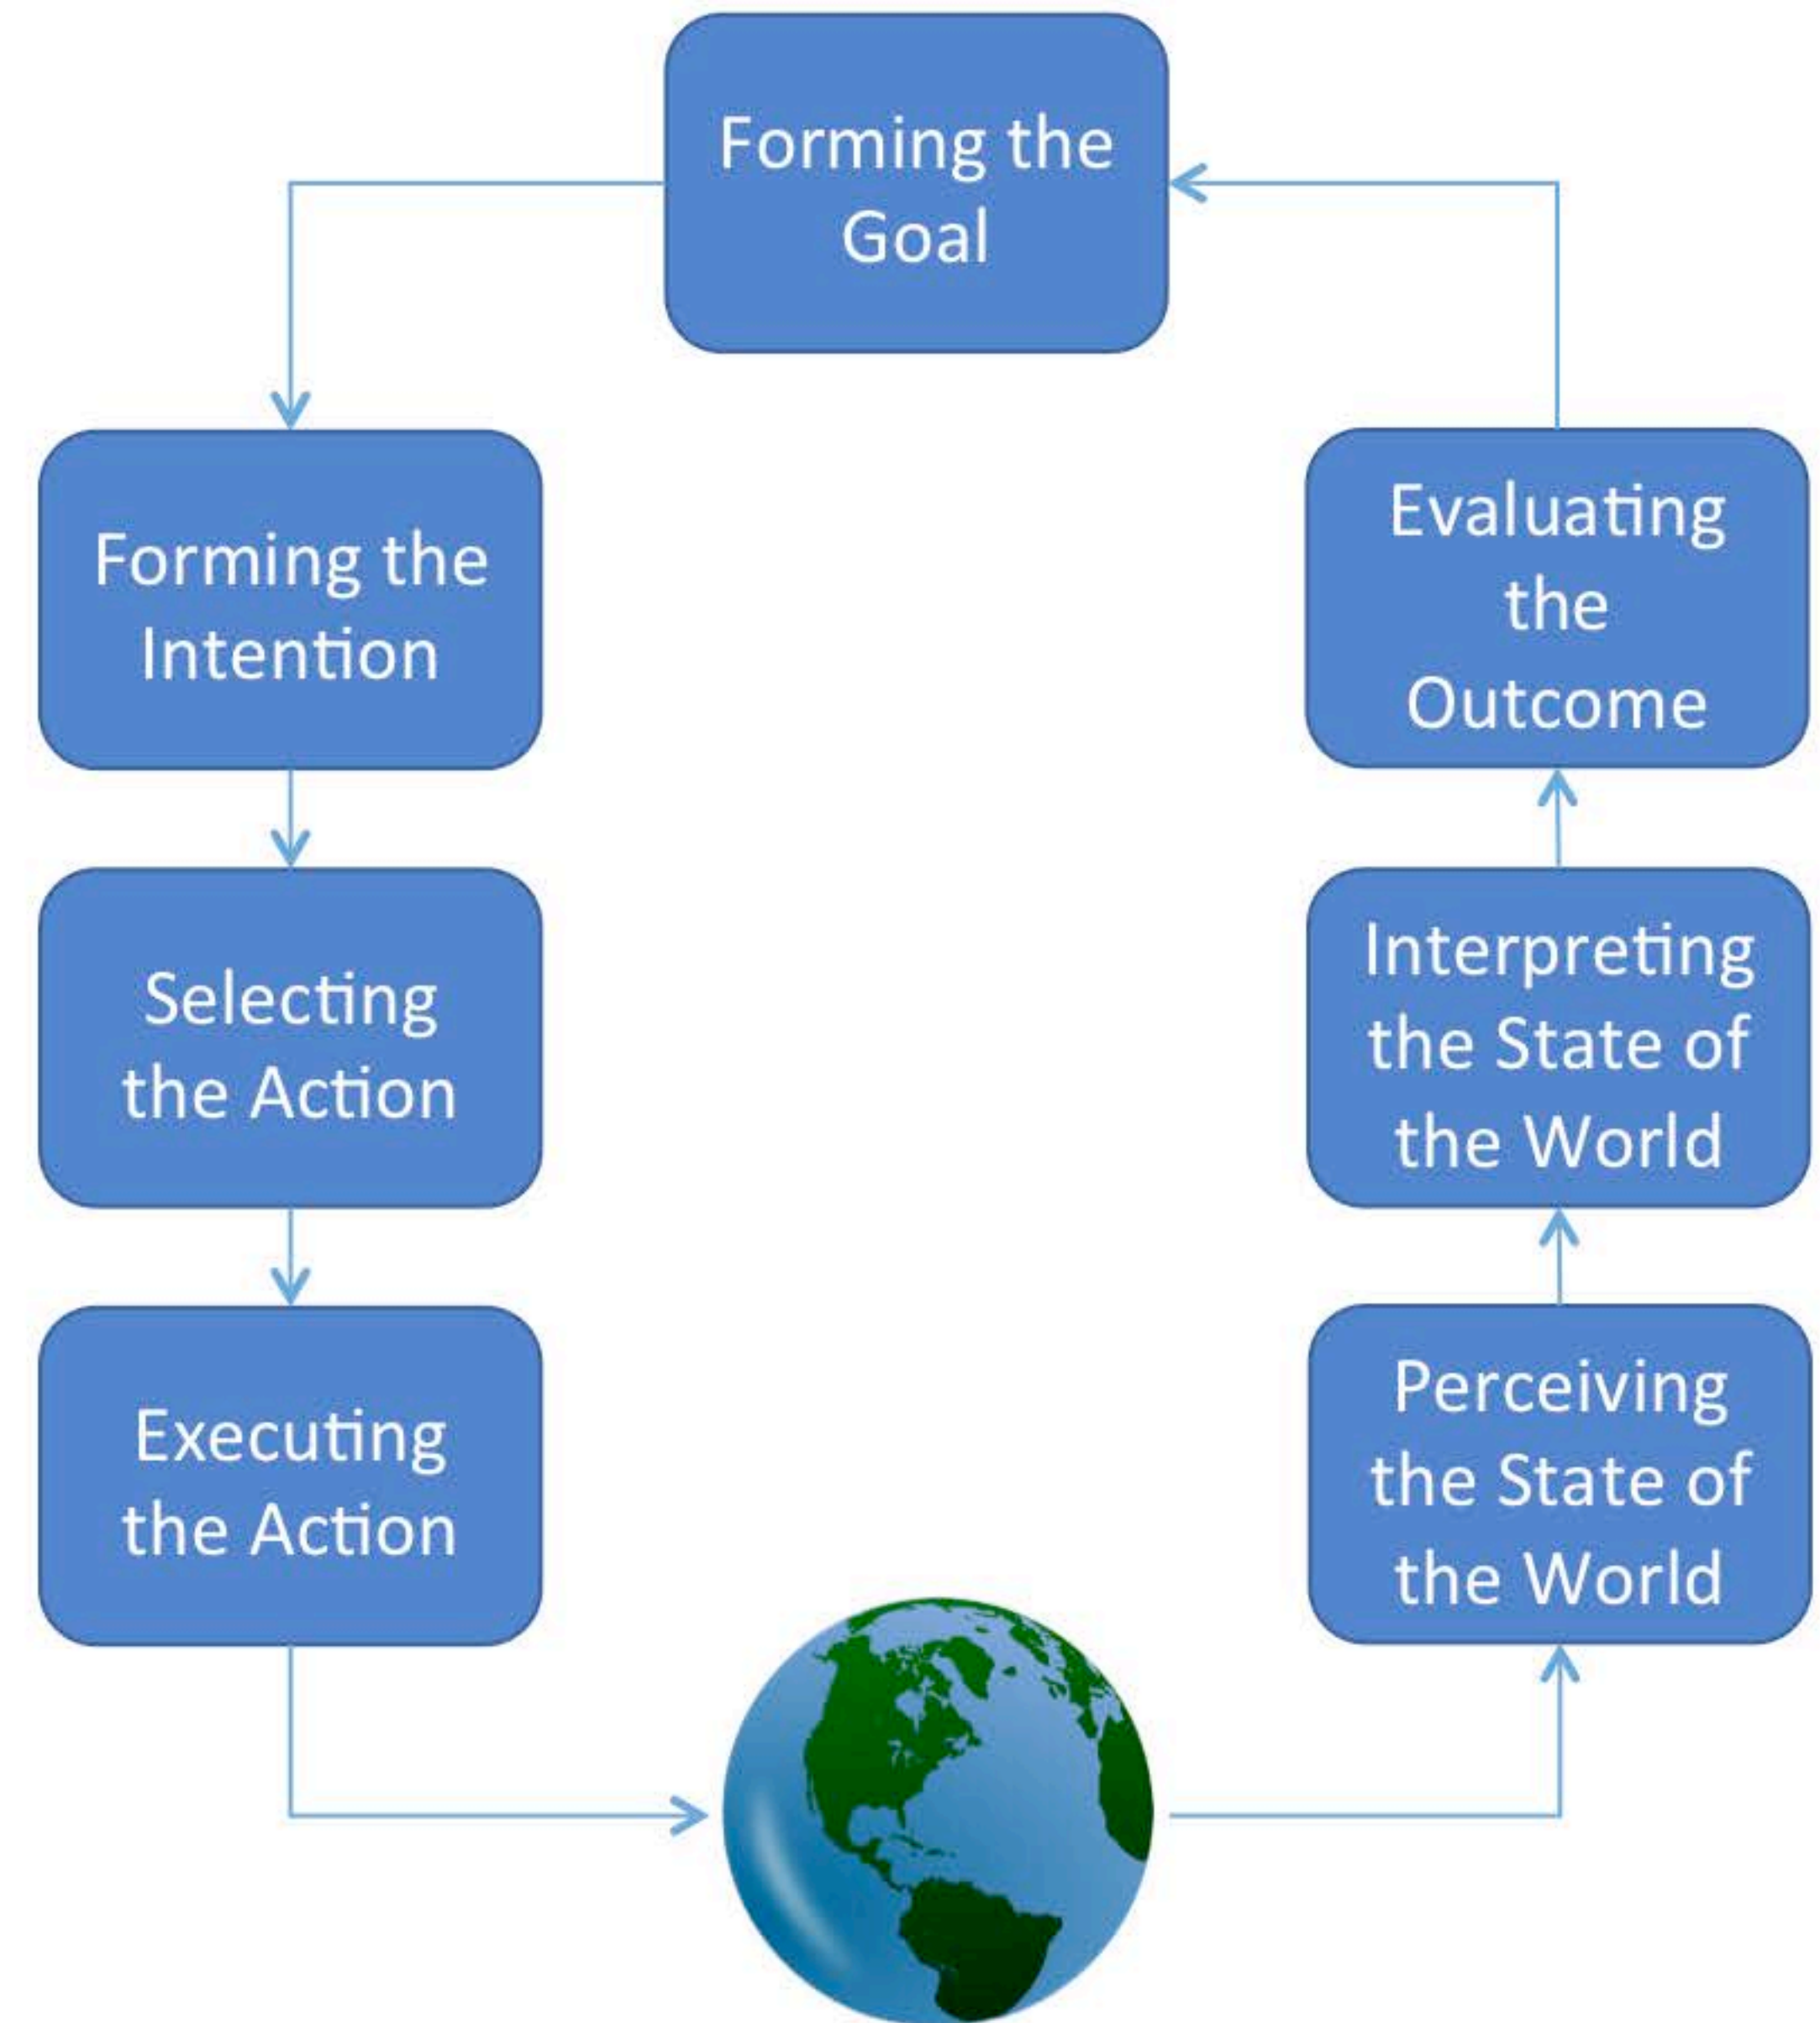 Forming the
Goal
Forming the
Intention
Selecting
the Action
Executing
the Action
Perceiving
the State of
the World
Interpreting
the State of
the World
Evaluating
the
Outcome